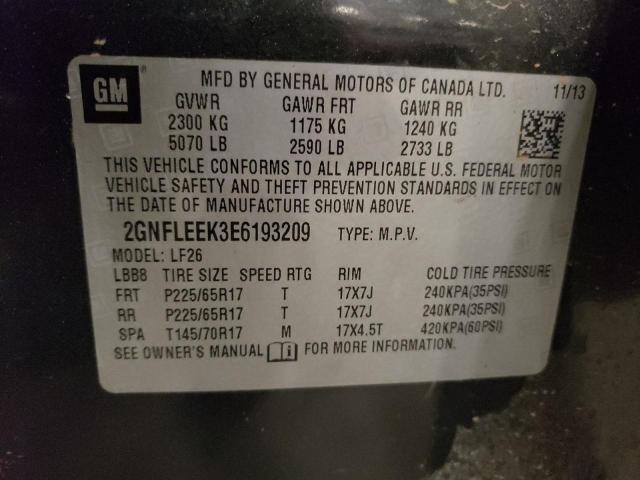 GM ® MFD BY GENERAL MOTORS OF CANADA LTD. 11/13
GVWR GAWR FRT GAWR RR
2300 KG 1175 KG 1240 KG
5070 LB 2590 LB 2733 LB
THIS VEHICLE CONFORMS TO ALL APPLICABLE U.S. FEDERAL MOTOR
VEHICLE SAFETY AND THEFT PREVENTION STANDARDS IN EFFECT ON
THE DATE OF MANUFACTURE SHOWN ABOVE.
2GNFLEEK3E6193209 TYPE: M.P.V.
MODEL: LF26
LBB8 TIRE SIZE SPEED RTG RIM COLD TIRE PRESSURE
FRT P225/65R17 T 17X7J 240KPA(35PSI)
RR P225/65R17 T 17X7J 240KPA(35PSI)
SPA T145/70R17 M 17X4.5T 420KPA(60PSI)
SEE OWNER'S MANUAL FOR MORE INFORMATION.